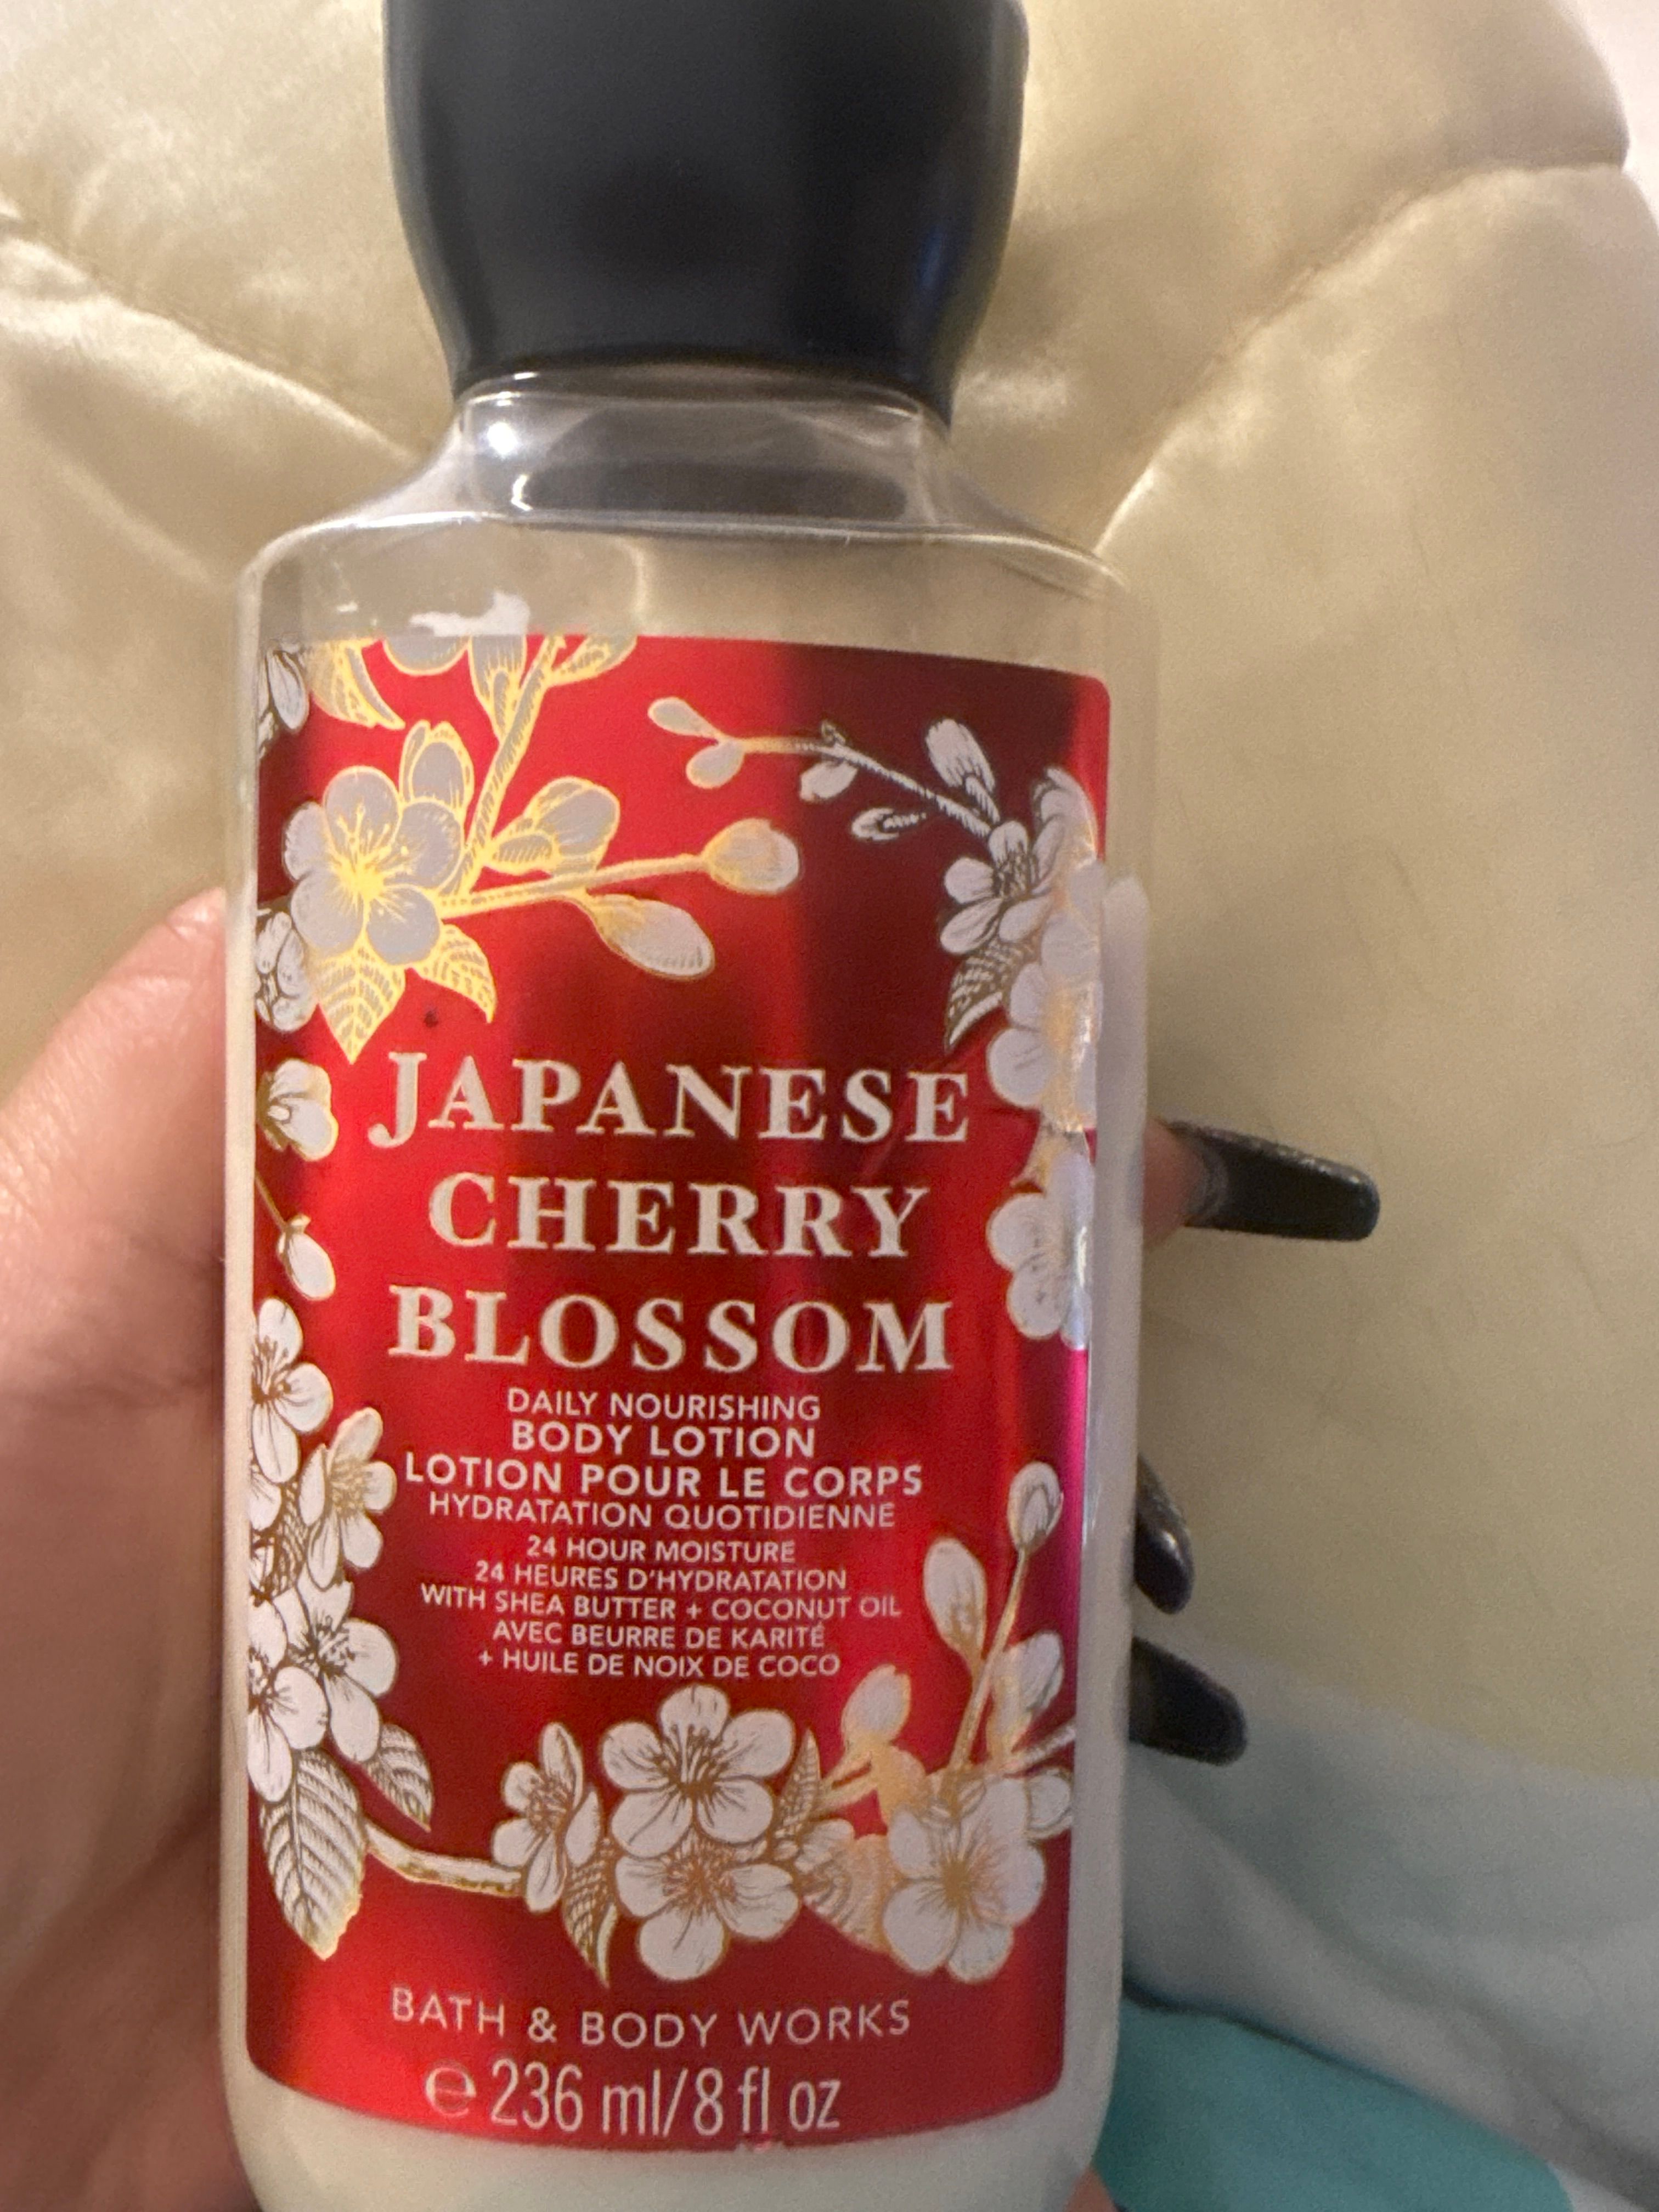 JAPANESE
CHERRY
BLOSSOM
DAILY NOURISHING
BODY LOTION
LOTION POUR LE CORPS
HYDRATATION QUOTIDIENNE
24 HOUR MOISTURE
24 HEURES D'HYDRATATION
WITH SHEA BUTTER + COCONUT OIL
AVEC BEURRE DE KARITÉ
+ HUILE DE NOIX DE COCO
BATH & BODY WORKS
℮ 236 ml/8 fl oz